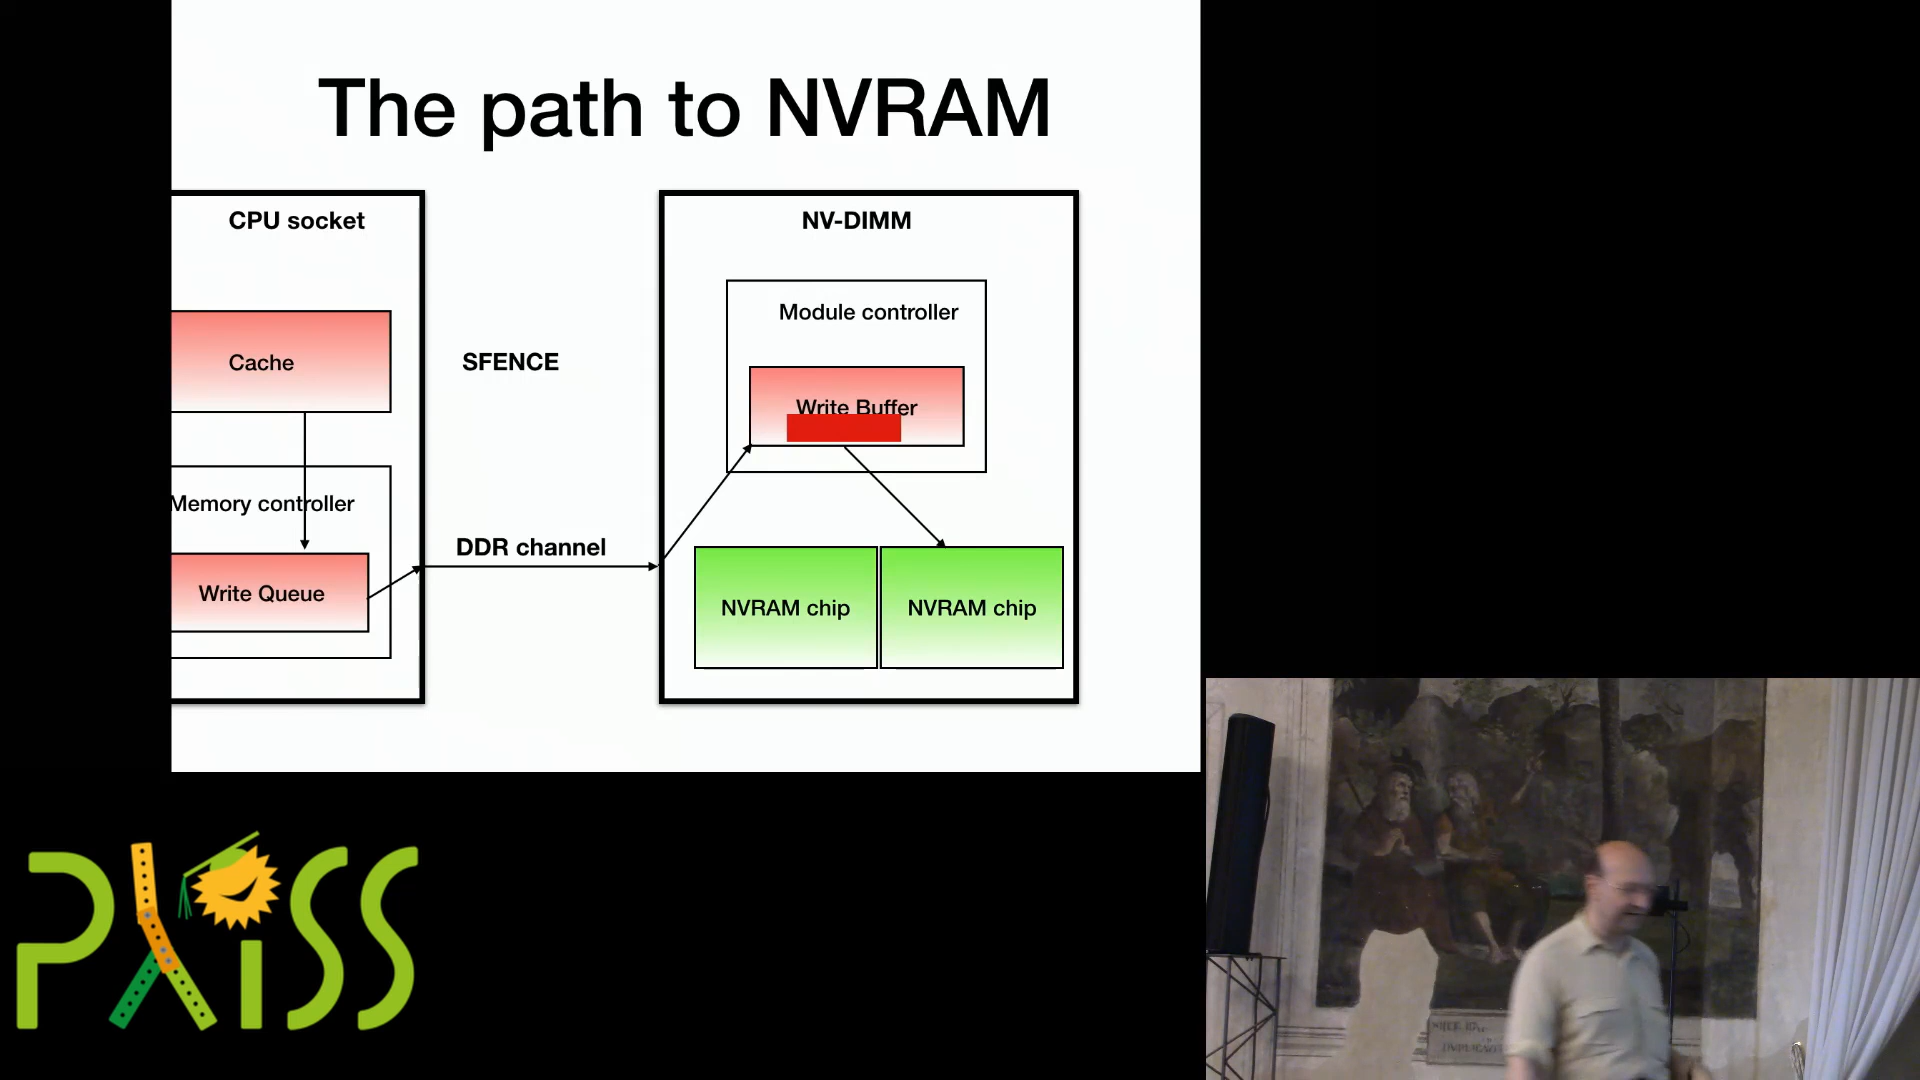 The path to NVRAM
CPU socket
Cache
Memory controller
Write Queue
SFENCE
DDR channel
NV-DIMM
Module controller
Write Buffer
NVRAM chip
NVRAM chip
PLISS